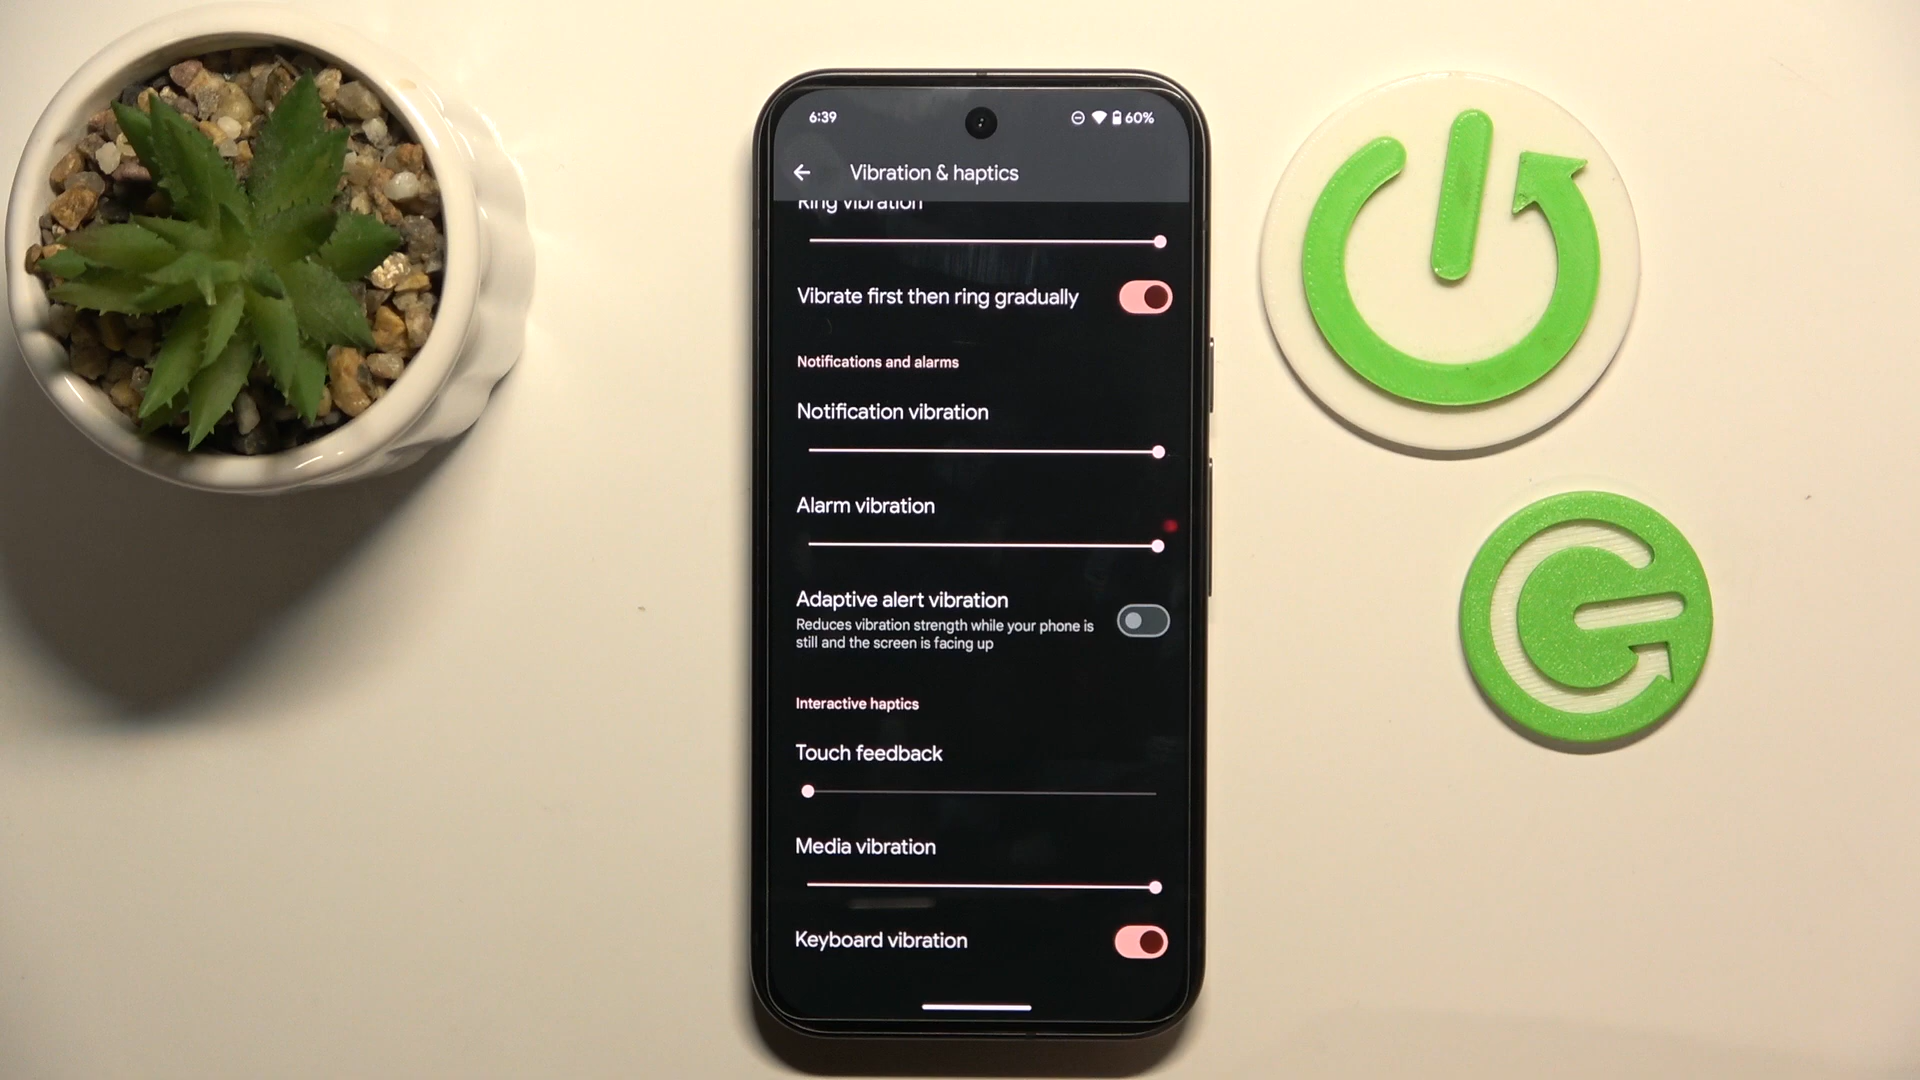 6:39
60%
Vibration & haptics
Ring vibration
Vibrate first then ring gradually
Notifications and alarms
Notification vibration
Alarm vibration
Adaptive alert vibration
Reduces vibration strength while your phone is
still and the screen is facing up
Interactive haptics
Touch feedback
Media vibration
Keyboard vibration